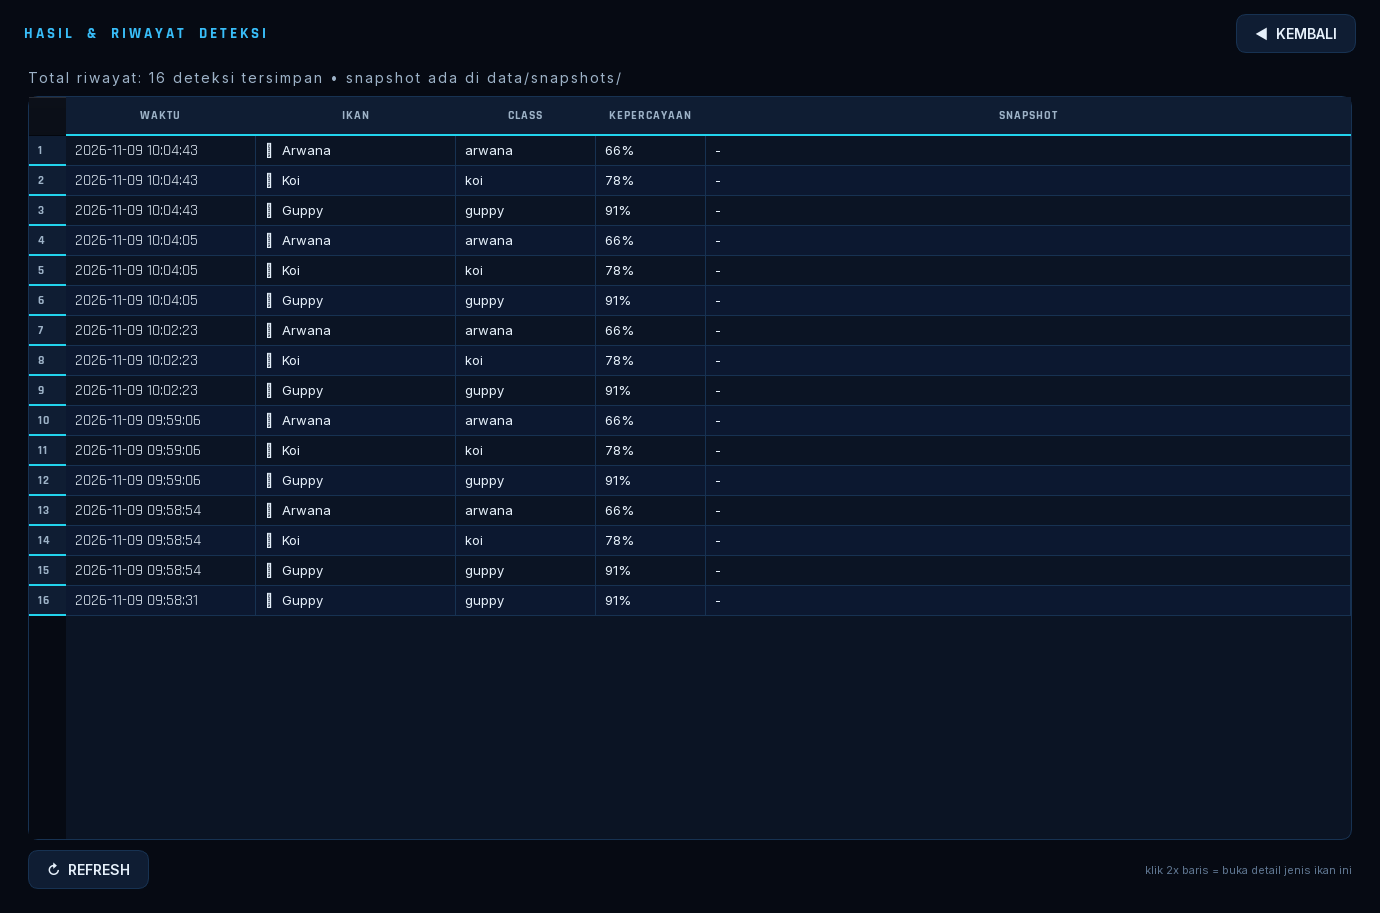 HASIL & RIWAYAT DETEKSI
◀ KEMBALI
Total riwayat: 16 deteksi tersimpan • snapshot ada di data/snapshots/
WAKTU IKAN CLASS KEPERCAYAAN SNAPSHOT
1 2026-11-09 10:04:43 Arwana arwana 66% -
2 2026-11-09 10:04:43 Koi koi 78% -
3 2026-11-09 10:04:43 Guppy guppy 91% -
4 2026-11-09 10:04:05 Arwana arwana 66% -
5 2026-11-09 10:04:05 Koi koi 78% -
6 2026-11-09 10:04:05 Guppy guppy 91% -
7 2026-11-09 10:02:23 Arwana arwana 66% -
8 2026-11-09 10:02:23 Koi koi 78% -
9 2026-11-09 10:02:23 Guppy guppy 91% -
10 2026-11-09 09:59:06 Arwana arwana 66% -
11 2026-11-09 09:59:06 Koi koi 78% -
12 2026-11-09 09:59:06 Guppy guppy 91% -
13 2026-11-09 09:58:54 Arwana arwana 66% -
14 2026-11-09 09:58:54 Koi koi 78% -
15 2026-11-09 09:58:54 Guppy guppy 91% -
16 2026-11-09 09:58:31 Guppy guppy 91% -
↻ REFRESH
klik 2x baris = buka detail jenis ikan ini